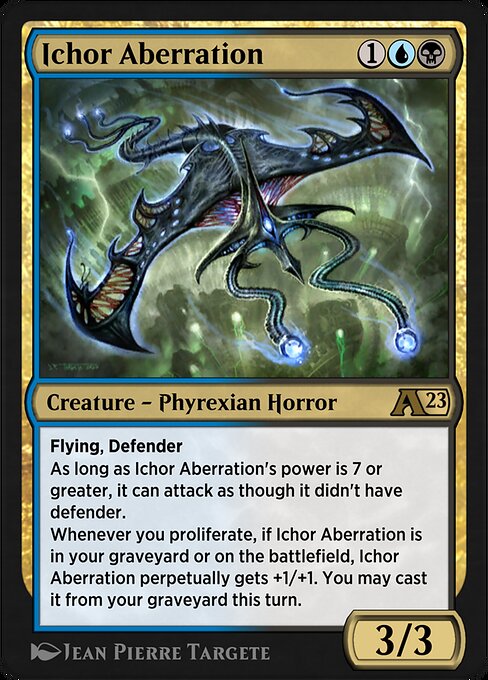 Ichor Aberration 1
Creature – Phyrexian Horror
A23
Flying, Defender
As long as Ichor Aberration's power is 7 or
greater, it can attack as though it didn't have
defender.
Whenever you proliferate, if Ichor Aberration is
in your graveyard or on the battlefield, Ichor
Aberration perpetually gets +1/+1. You may cast
it from your graveyard this turn.
3/3
Jean Pierre Targete